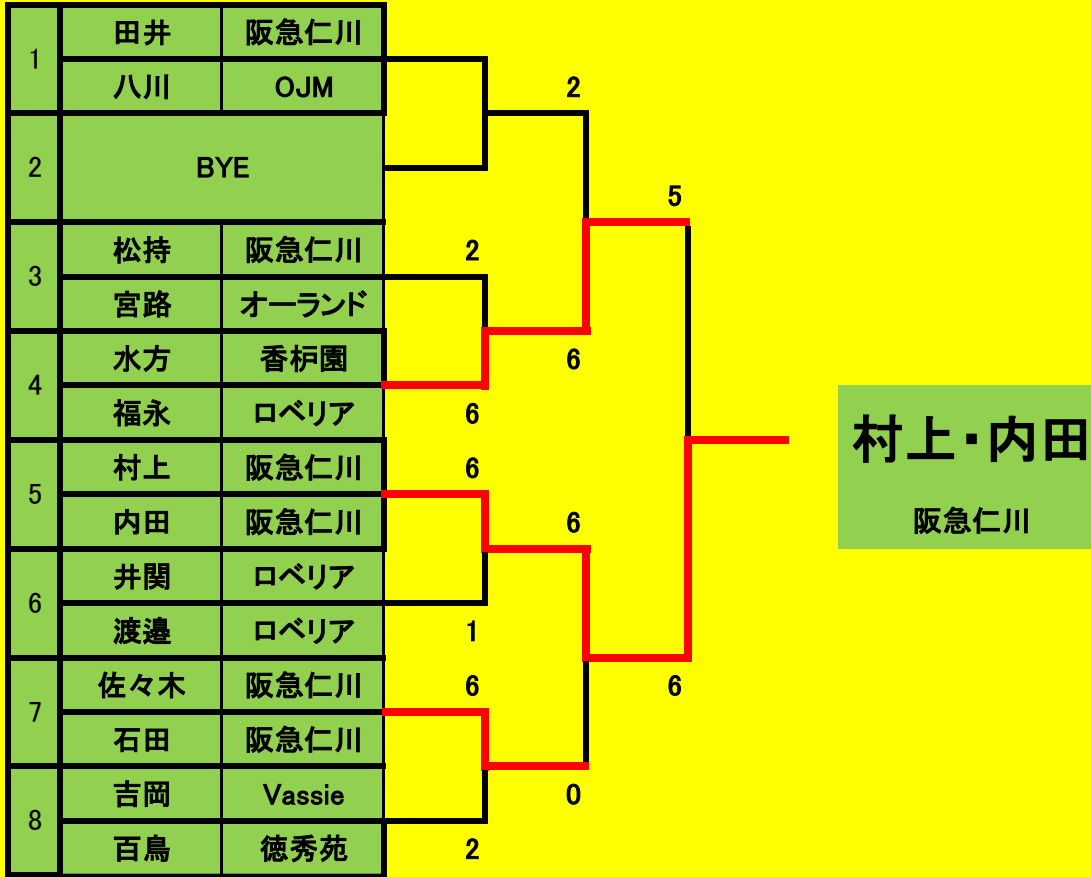 1 田井 阪急仁川
八川 OJM
2
2 BYE
5
3 松持 阪急仁川 2
宮路 オーランド
4 水方 香枦園 6
福永 ロベリア 6
村上・内田
5 村上 阪急仁川 6
内田 阪急仁川 6
阪急仁川
6 井関 ロベリア
渡邉 ロベリア 1
7 佐々木 阪急仁川 6 6
石田 阪急仁川
8 吉岡 Vassie 0
百鳥 徳秀苑 2